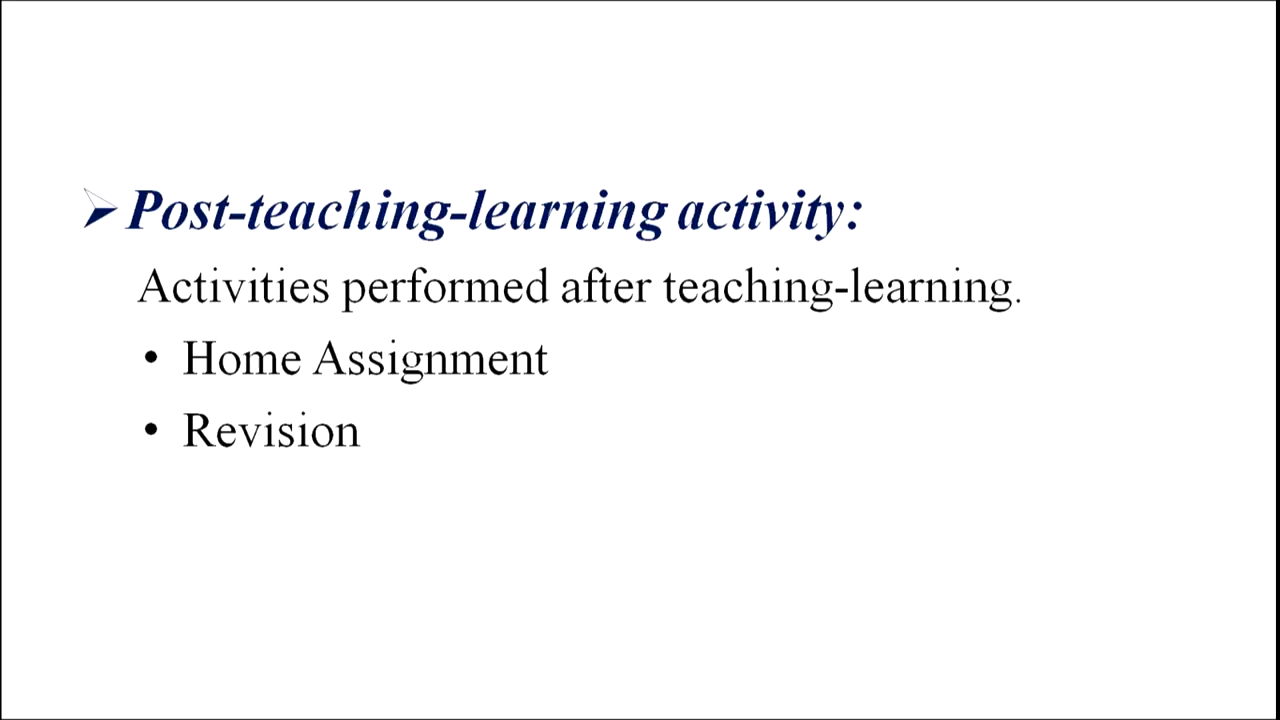 ➢ Post-teaching-learning activity:
Activities performed after teaching-learning.
• Home Assignment
• Revision